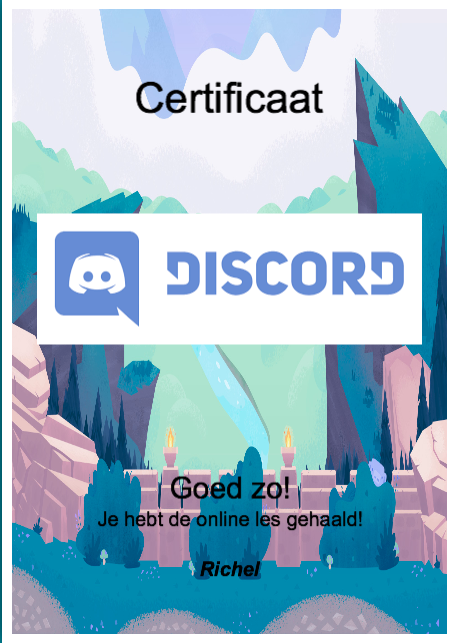 Certificaat
DISCORD
Goed zo!
Je hebt de online les gehaald!
Richel